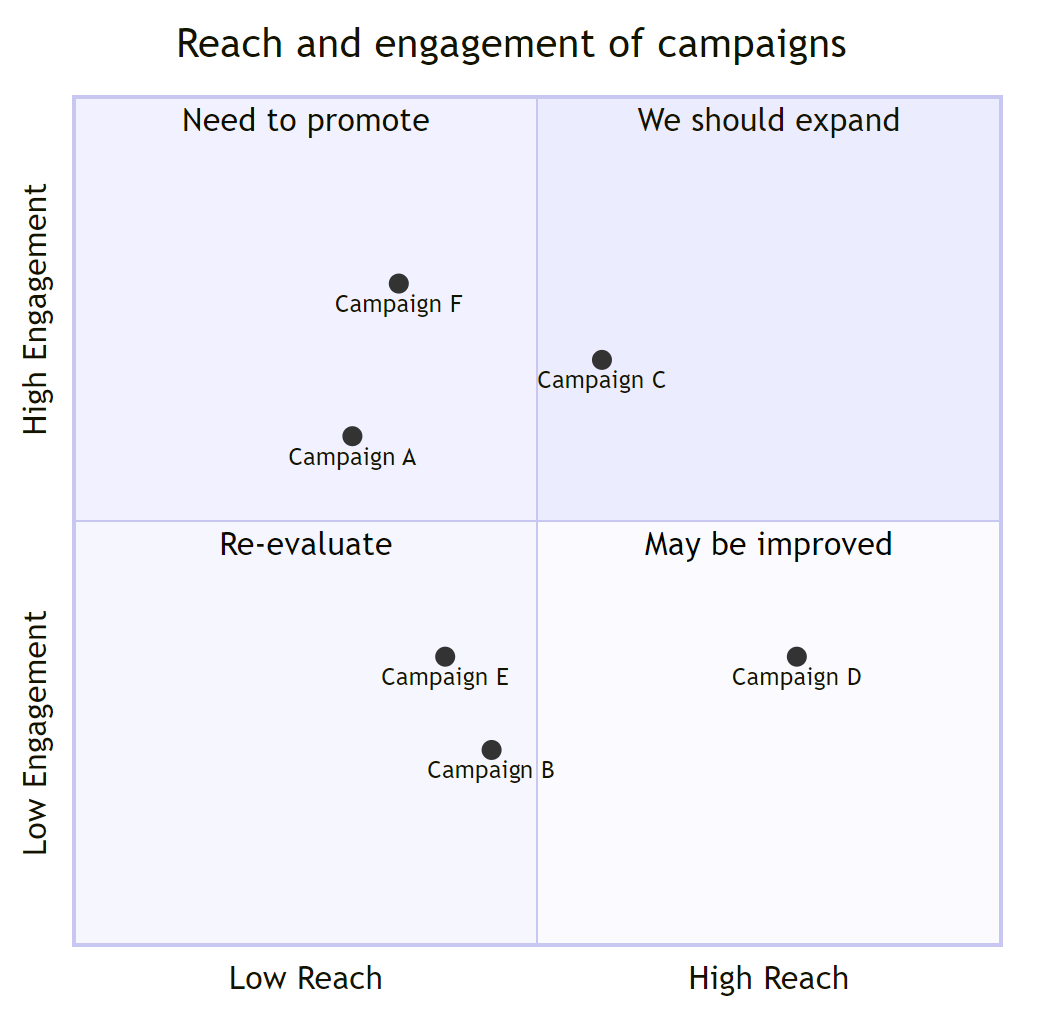 Reach and engagement of campaigns
Need to promote
We should expand
High Engagement
Campaign F
Campaign C
Campaign A
Re-evaluate
May be improved
Low Engagement
Campaign E
Campaign D
Campaign B
Low Reach
High Reach